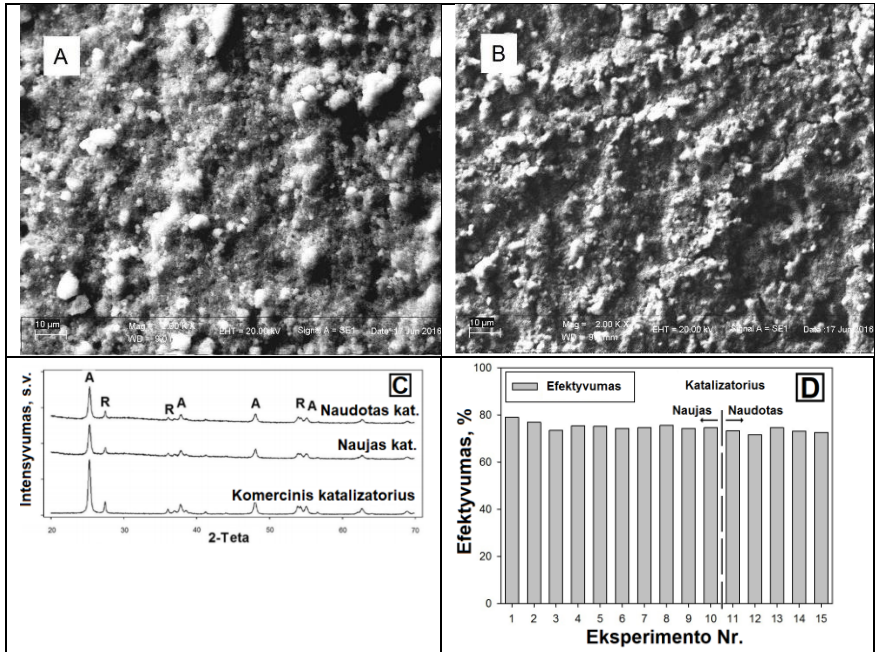 A
10 µm
Mag = 2.00 K X
WD = 9.0
EHT = 20.00 kV
Signal A = SE1
Date :17 Jun 2016
B
10 µm
Mag = 2.00 K X
WD = mm
EHT = 20.00 kV
Signal A = SE1
Date :17 Jun 2016
C
Intensyvumas, s.v.
A
R
R
A
A
R
A
Naudotas kat.
Naujas kat.
Komercinis katalizatorius
20
30
40
50
60
70
2-Teta
D
Efektyvumas
Katalizatorius
Naujas
Naudotas
Efektyvumas, %
100
80
60
40
20
0
1 2 3 4 5 6 7 8 9 10 11 12 13 14 15
Eksperimento Nr.